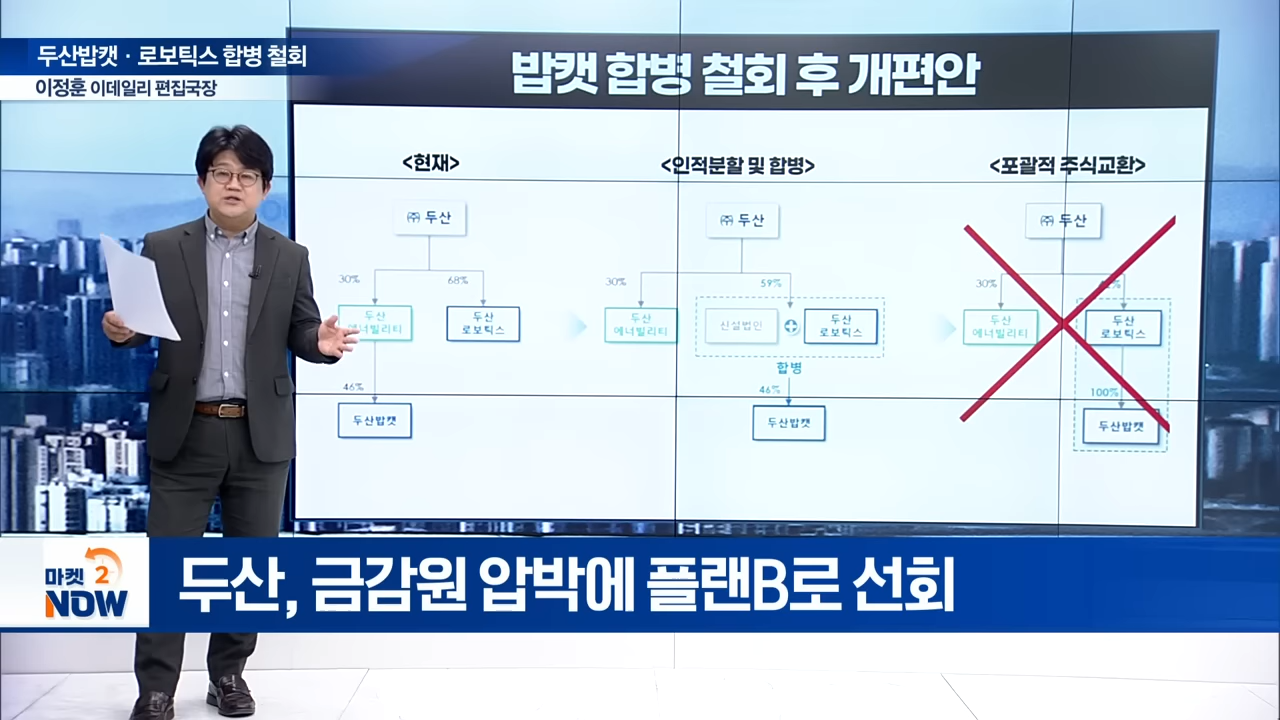 두산밥캣 · 로보틱스 합병 철회
이정훈 이데일리 편집국장
밥캣 합병 철회 후 개편안
<현재>
㈜ 두산
30%
68%
두산
에너빌리티
두산
로보틱스
46%
두산밥캣
<인적분할 및 합병>
㈜ 두산
30%
59%
두산
에너빌리티
신설법인
두산
로보틱스
합병
46%
두산밥캣
<포괄적 주식교환>
㈜ 두산
30%
두산
에너빌리티
두산
로보틱스
100%
두산밥캣
마켓 2
NOW
두산, 금감원 압박에 플랜B로 선회